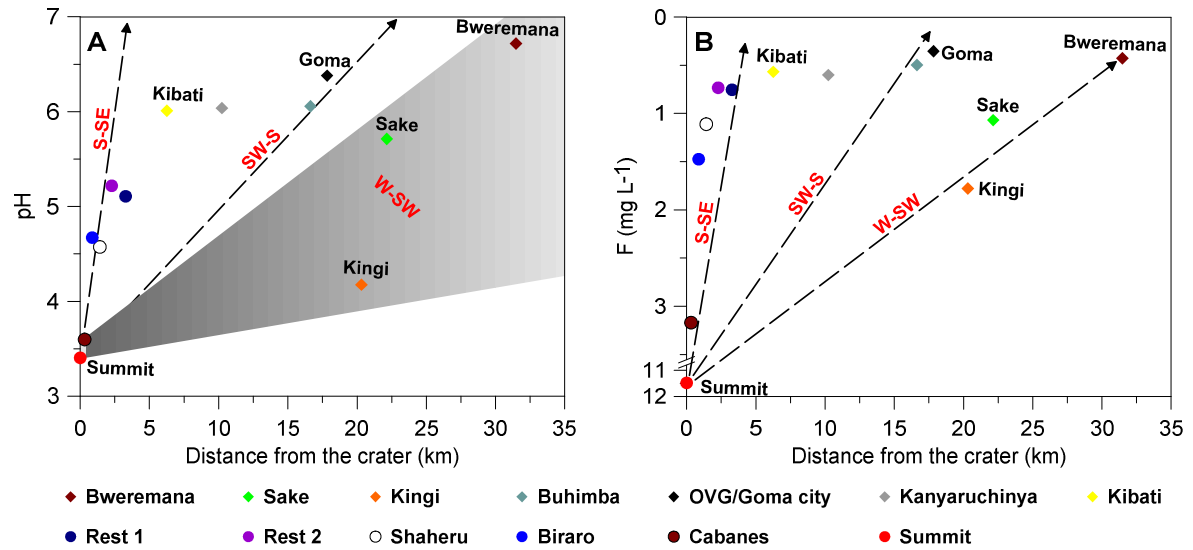 A
7
6
5
4
3
pH
0
5
10
15
20
25
30
35
Distance from the crater (km)
S-SE
SW-S
W-SW
Bweremana
Goma
Kibati
Sake
Kingi
Summit
B
0
1
2
3
11
12
F (mg L-1)
0
5
10
15
20
25
30
35
Distance from the crater (km)
S-SE
SW-S
W-SW
Kibati
Goma
Bweremana
Sake
Kingi
Summit
Bweremana
Sake
Kingi
Buhimba
OVG/Goma city
Kanyaruchinya
Kibati
Rest 1
Rest 2
Shaheru
Biraro
Cabanes
Summit